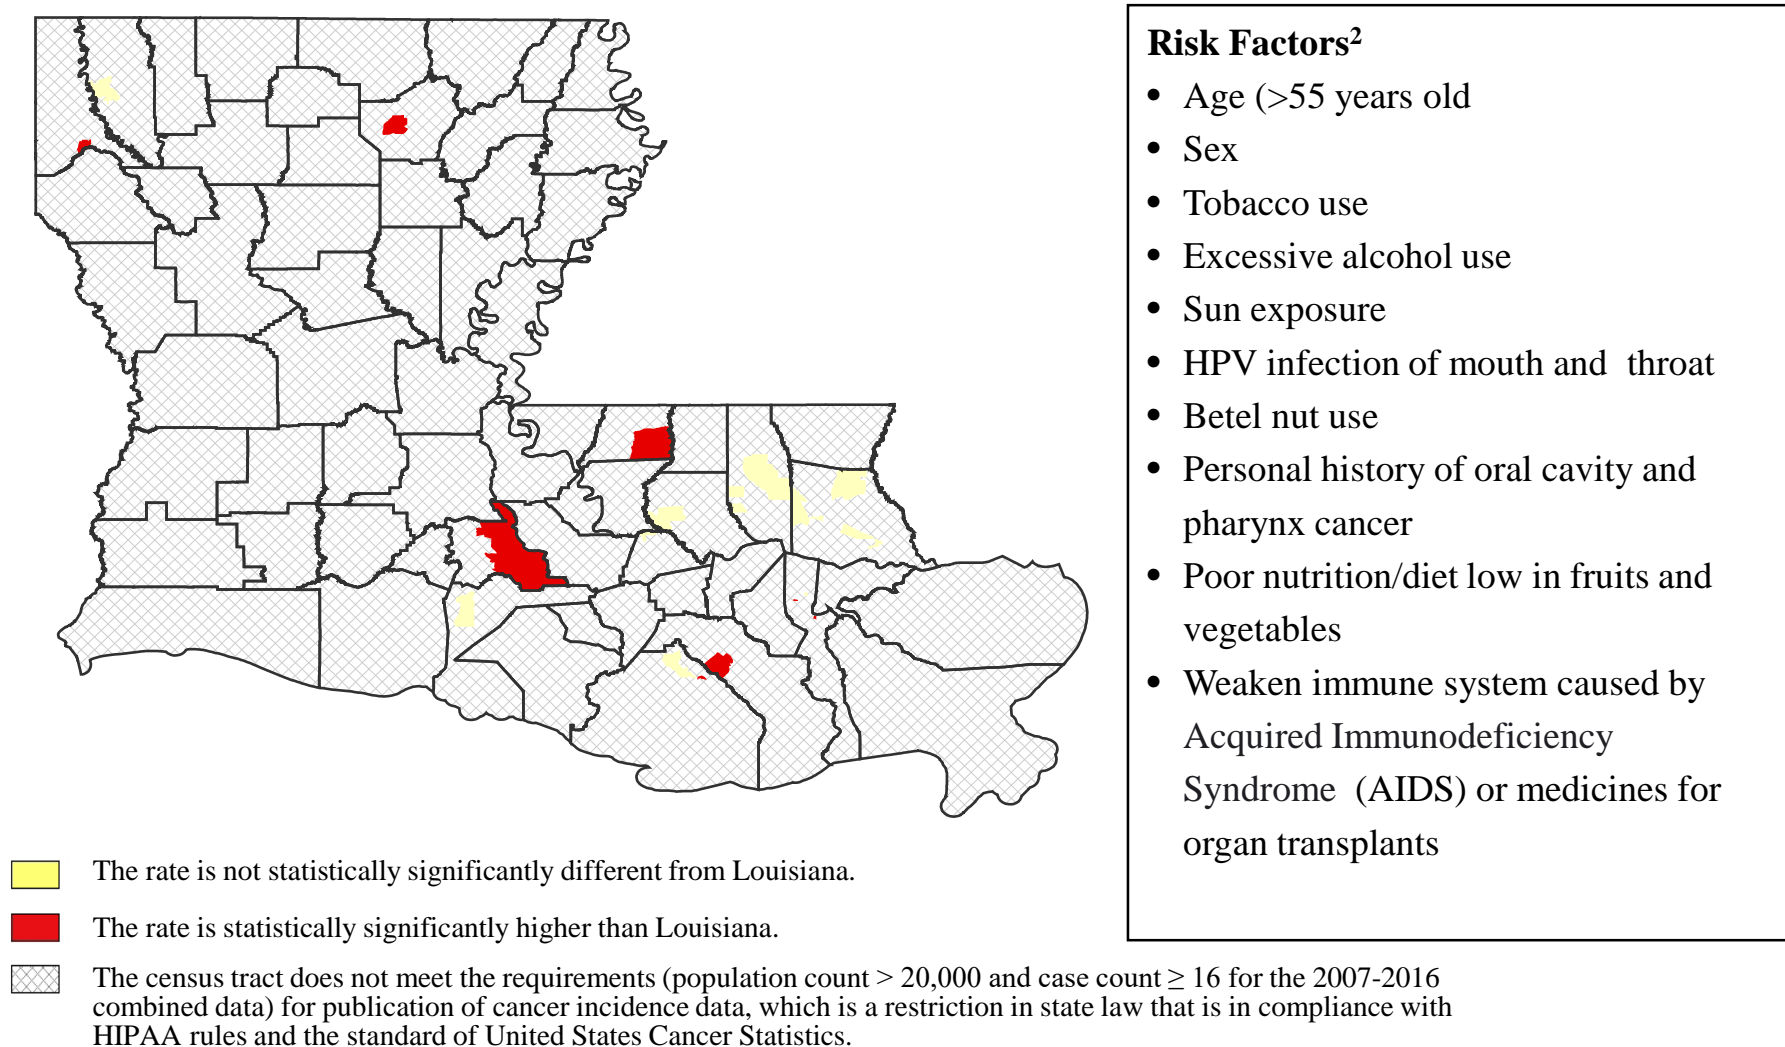 Risk Factors²
• Age (>55 years old
• Sex
• Tobacco use
• Excessive alcohol use
• Sun exposure
• HPV infection of mouth and throat
• Betel nut use
• Personal history of oral cavity and
pharynx cancer
• Poor nutrition/diet low in fruits and
vegetables
• Weaken immune system caused by
Acquired Immunodeficiency
Syndrome (AIDS) or medicines for
organ transplants
The rate is not statistically significantly different from Louisiana.
The rate is statistically significantly higher than Louisiana.
The census tract does not meet the requirements (population count > 20,000 and case count ≥ 16 for the 2007-2016
combined data) for publication of cancer incidence data, which is a restriction in state law that is in compliance with
HIPAA rules and the standard of United States Cancer Statistics.